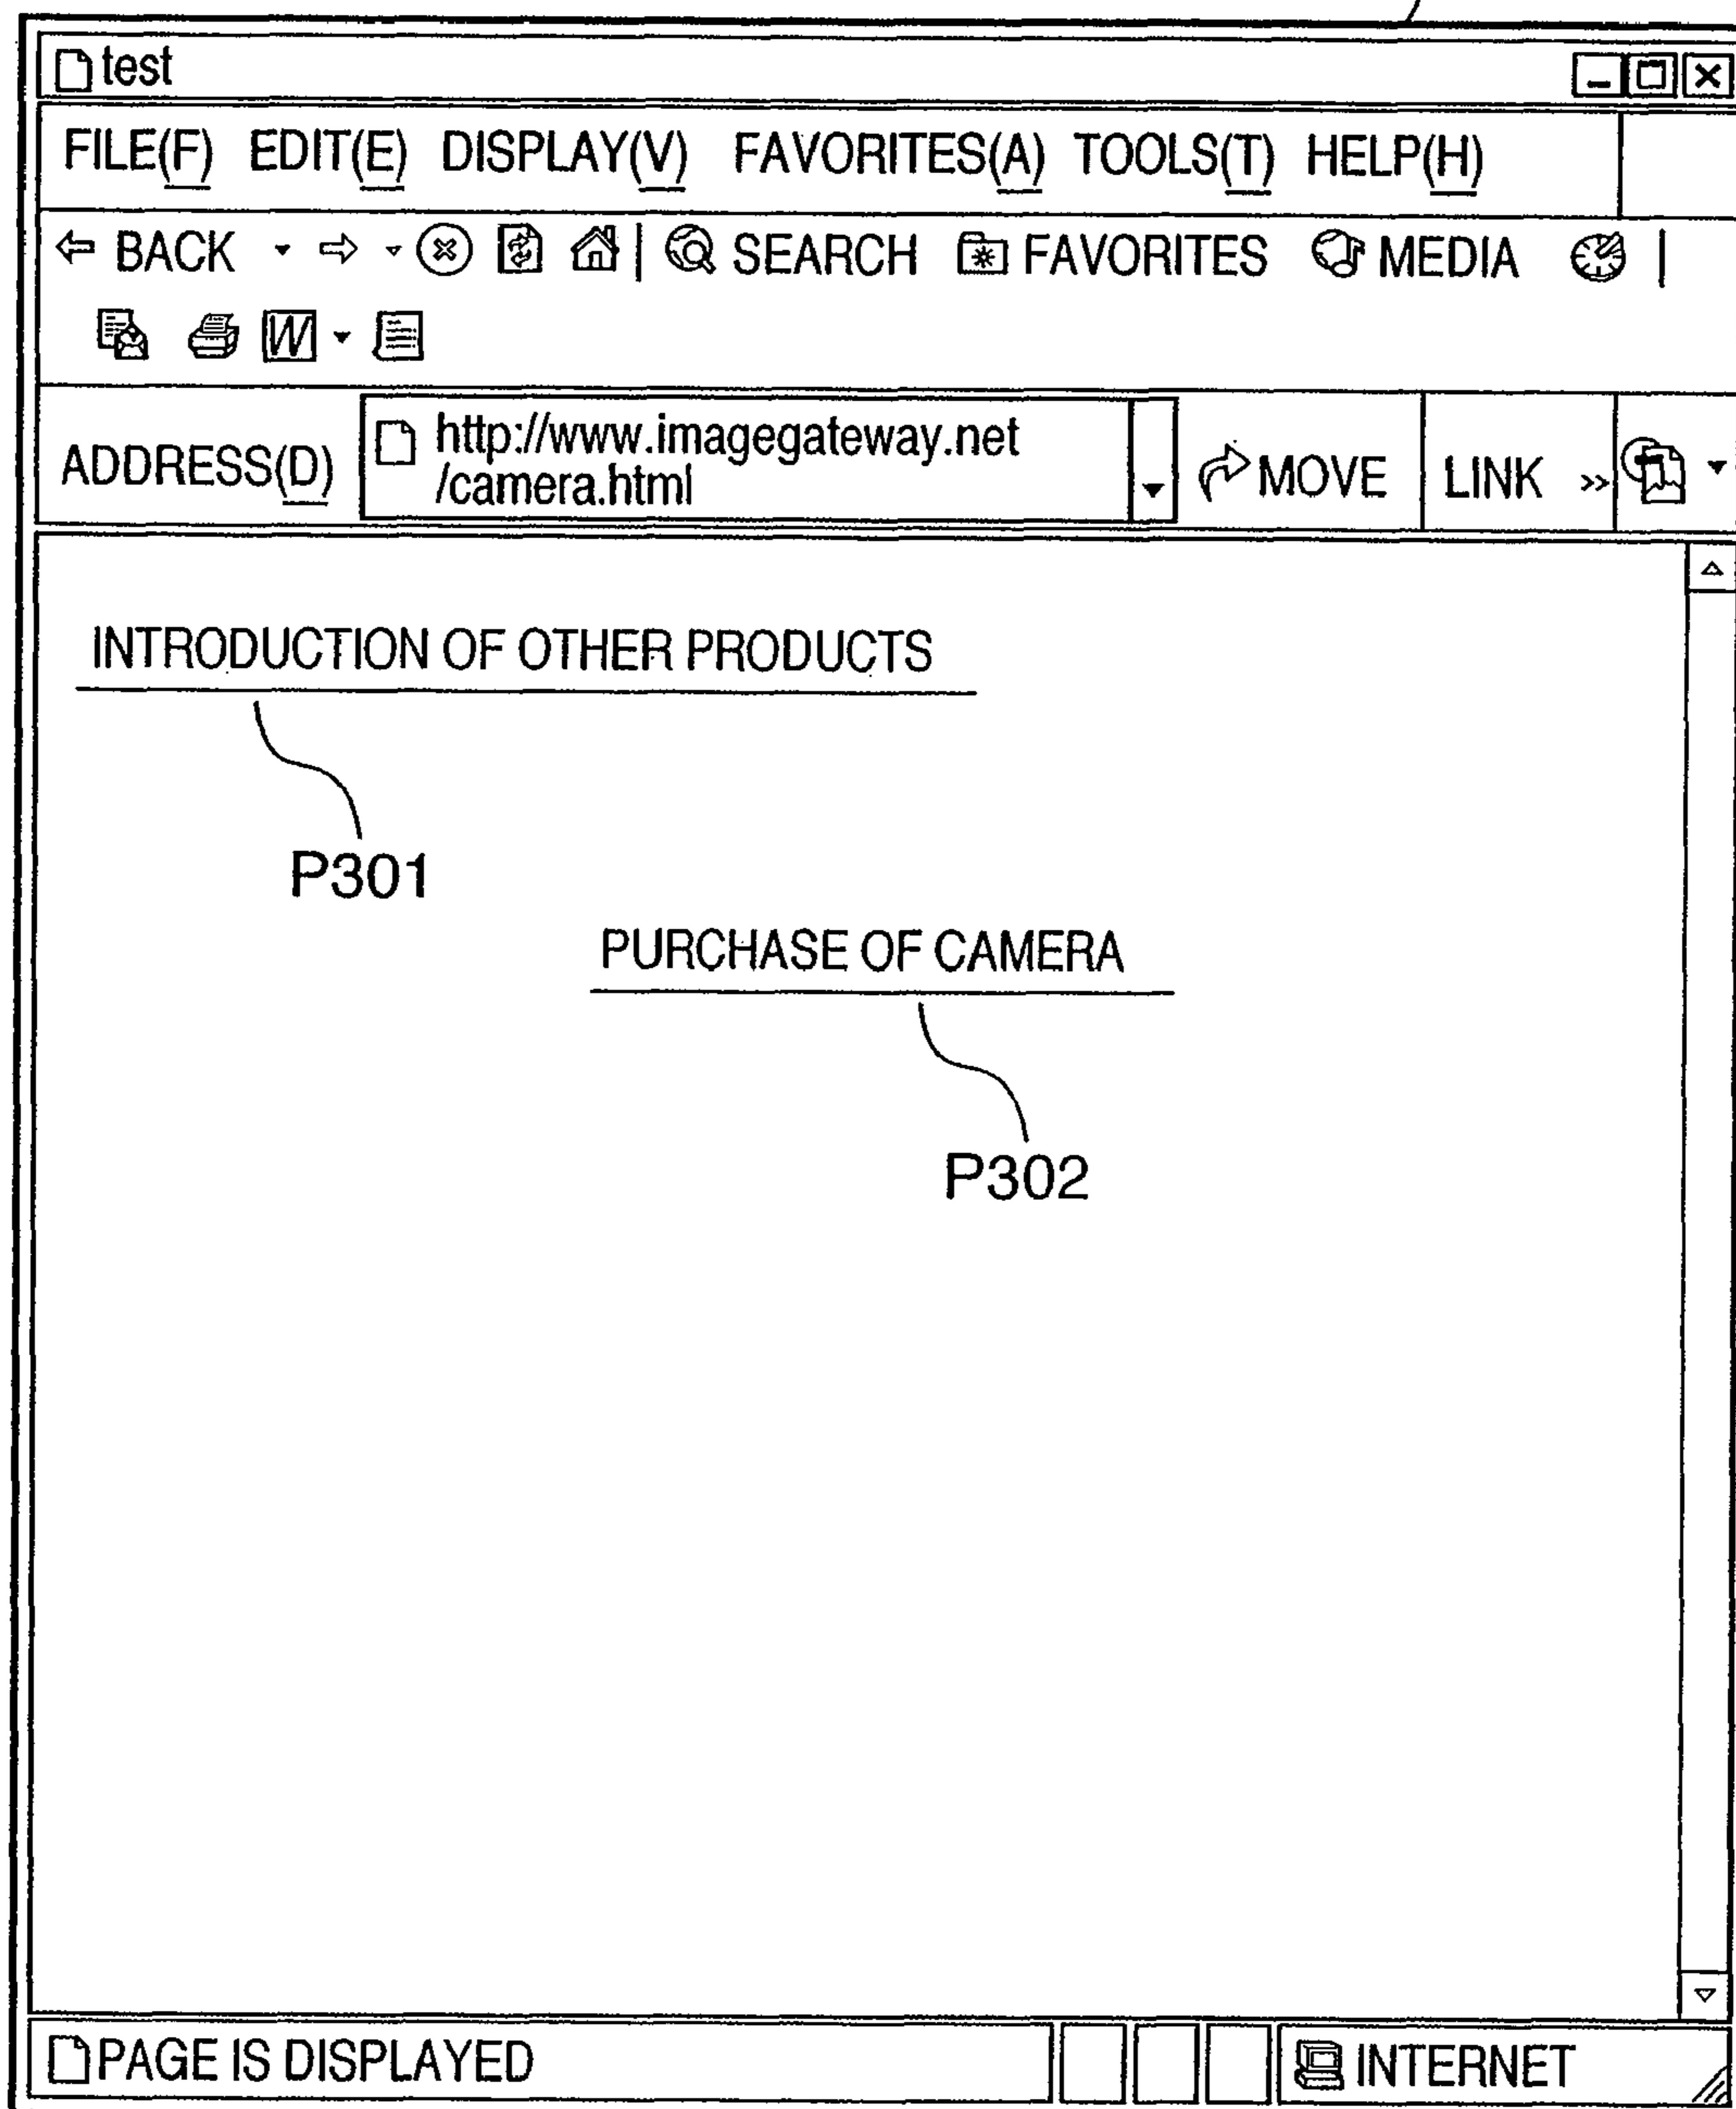 test
FILE(F) EDIT(E) DISPLAY(V) FAVORITES(A) TOOLS(T) HELP(H)
BACK SEARCH FAVORITES MEDIA
W
ADDRESS(D) http://www.imagegateway.net MOVE LINK »
/camera.html
INTRODUCTION OF OTHER PRODUCTS
P301
PURCHASE OF CAMERA
P302
PAGE IS DISPLAYED INTERNET